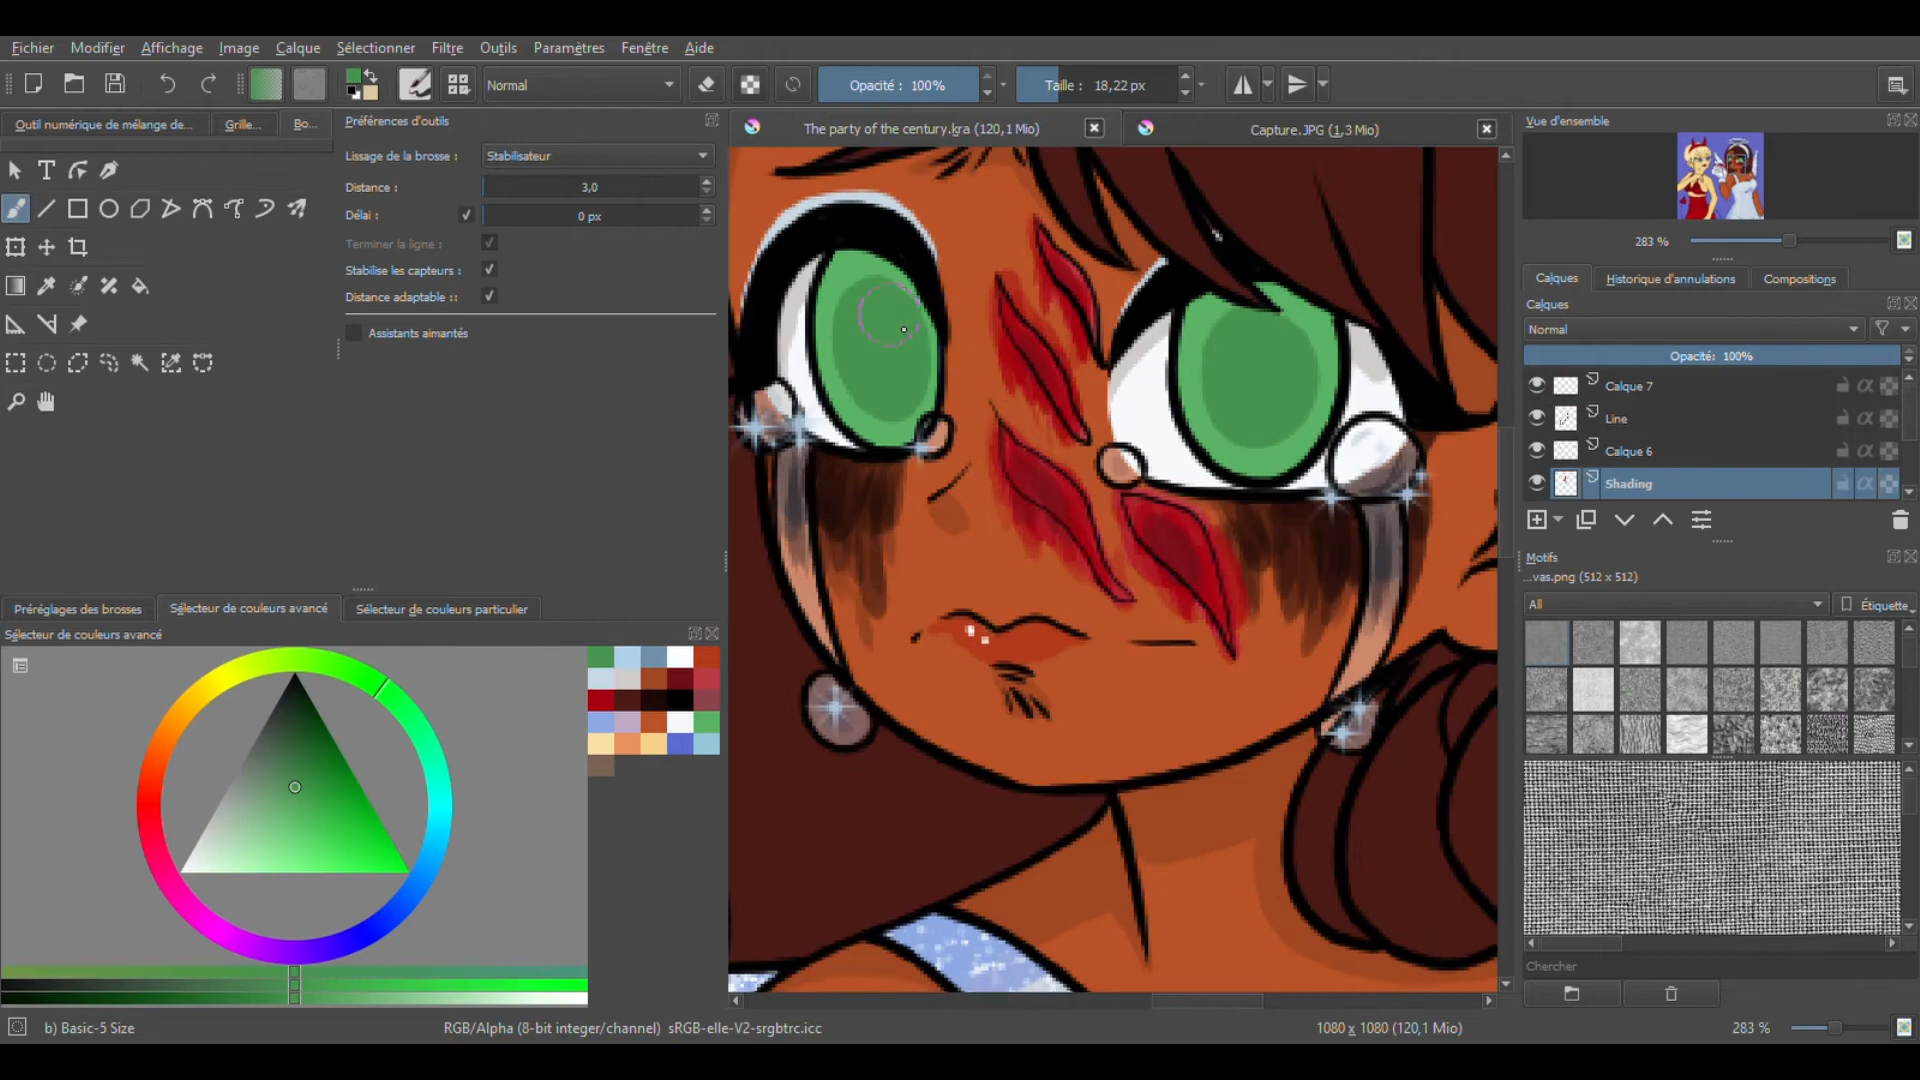 Fichier Modifier Affichage Image Calque Sélectionner Filtre Outils Paramètres Fenêtre Aide
Normal
Opacité : 100%
Taille : 18,22 px
Outil numérique de mélange de...
Grille...
Bo...
Préférences d'outils
Lissage de la brosse :
Stabilisateur
Distance :
3,0
Délai :
0 px
Terminer la ligne :
Stabilise les capteurs :
Distance adaptable ::
Assistants aimantés
The party of the century.kra (120,1 Mio)
Capture.JPG (1,3 Mio)
Vue d'ensemble
283 %
Calques
Historique d'annulations
Compositions
Calques
Normal
Opacité: 100%
Calque 7
Line
Calque 6
Shading
Motifs
...vas.png (512 x 512)
All
Étiquette
Chercher
Préréglages des brosses
Sélecteur de couleurs avancé
Sélecteur de couleurs particulier
Sélecteur de couleurs avancé
b) Basic-5 Size
RGB/Alpha (8-bit integer/channel) sRGB-elle-V2-srgbtrc.icc
1080 x 1080 (120,1 Mio)
283 %